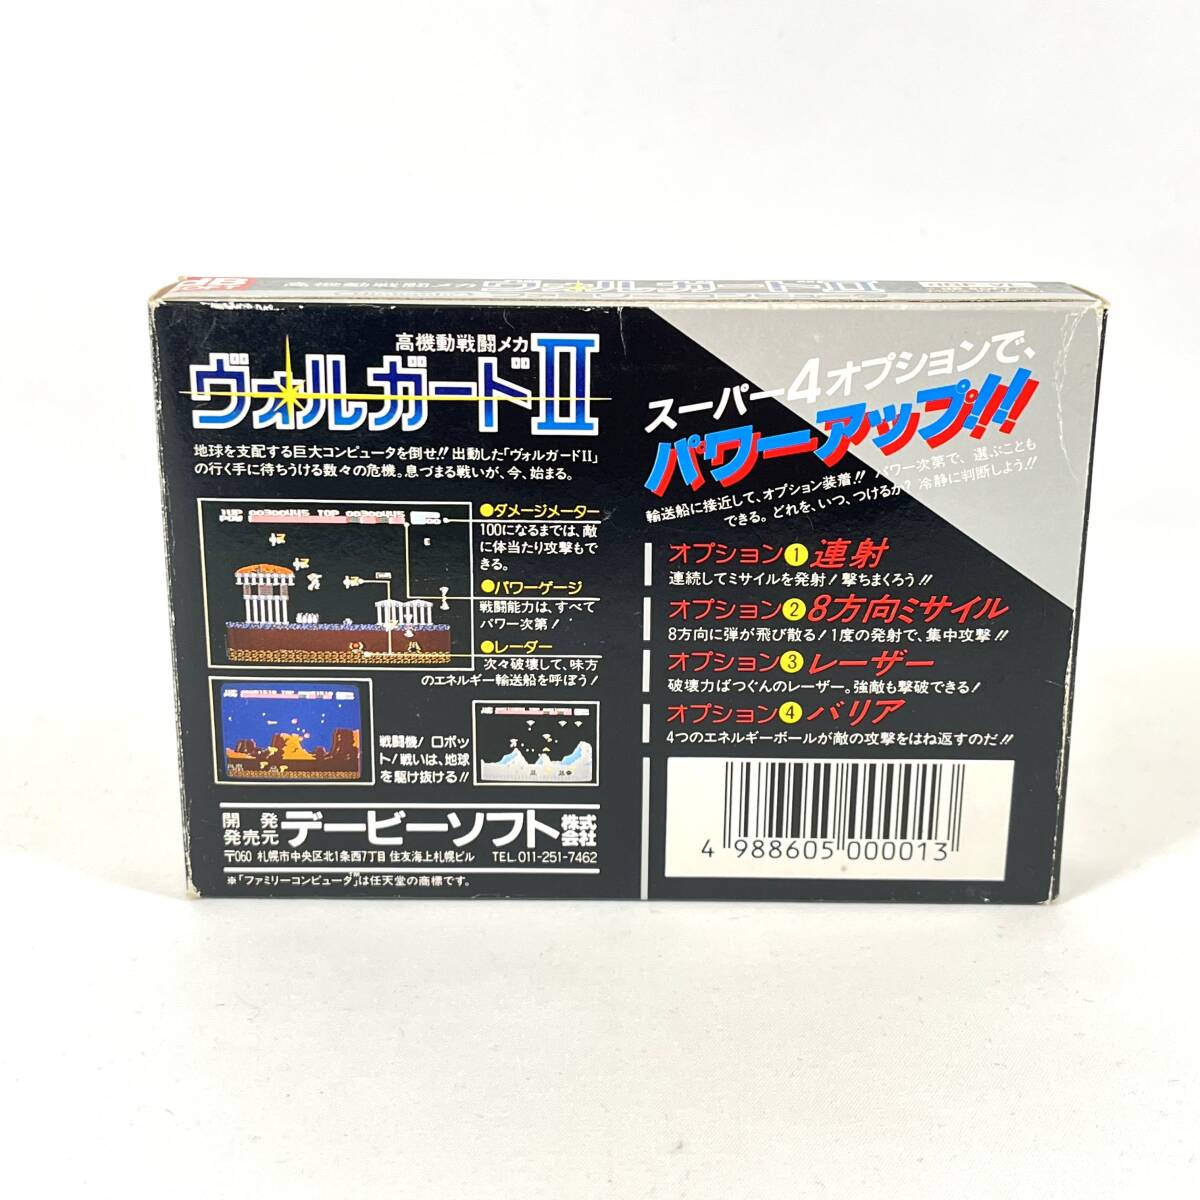 高機動戦闘メカ ヴォルガードII
高機動戦闘メカ
ヴォルガードII
地球を支配する巨大コンピュータを倒せ!! 出動した「ヴォルガードII」
の行く手に待ちうける数々の危機。息づまる戦いが、今、始まる。
●ダメージメーター
100になるまでは、敵
に体当たり攻撃もで
きる。
●パワーゲージ
戦闘能力は、すべて
パワー次第!
●レーダー
次々破壊して、味方
のエネルギー輸送船を呼ぼう!
戦闘機! ロボッ
ト! 戦いは、地球
を駆け抜ける!!
開発
発売元 デービーソフト 株式
会社
〒060 札幌市中央区北1条西7丁目 住友海上札幌ビル TEL.011-251-7462
※「ファミリーコンピュータ」™は任天堂の商標です。
スーパー4オプションで、
パワーアップ!!!
輸送船に接近して、オプション装着!! パワー次第で、選ぶことも
できる。どれを、いつ、つけるか? 冷静に判断しよう!!
オプション1 連射
連続してミサイルを発射! 撃ちまくろう!!
オプション2 8方向ミサイル
8方向に弾が飛び散る! 1度の発射で、集中攻撃!!
オプション3 レーザー
破壊力ばつぐんのレーザー。強敵も撃破できる!
オプション4 バリア
4つのエネルギーボールが敵の攻撃をはね返すのだ!!
4 988605 000013